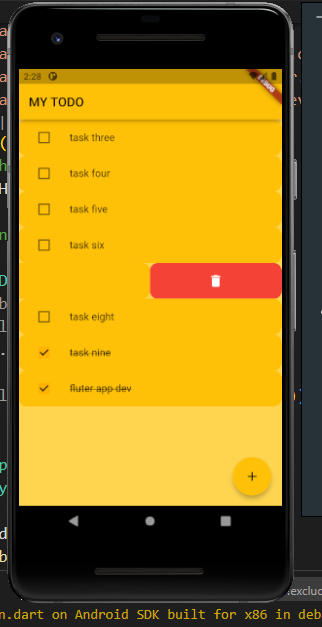 2:28
DEBUG
MY TODO
task three
task four
task five
task six
task eight
task nine
fluter app dev
+
exclud
n.dart on Android SDK built for x86 in deb